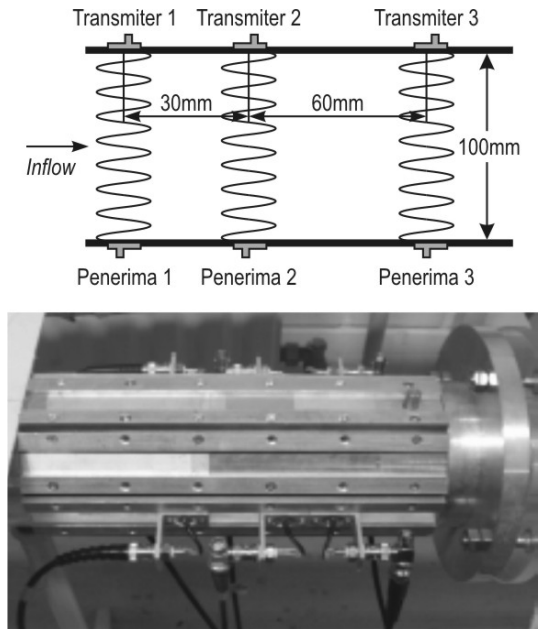 Transmiter 1 Transmiter 2 Transmiter 3
30mm 60mm
100mm
Inflow
Penerima 1 Penerima 2 Penerima 3